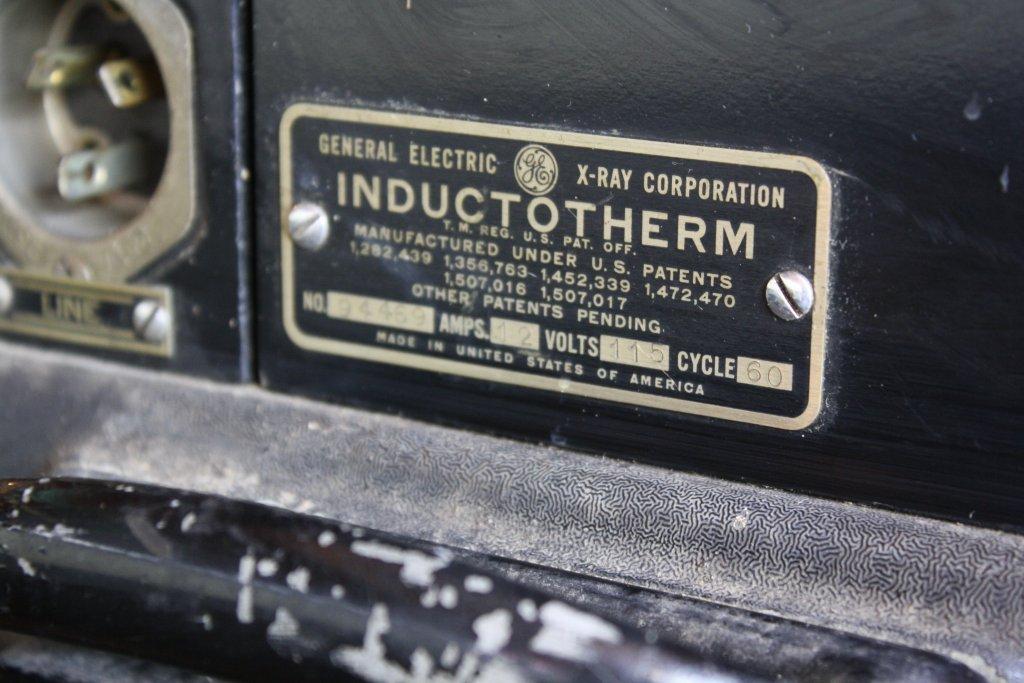 GENERAL ELECTRIC GE X-RAY CORPORATION
INDUCTOTHERM
T. M. REG. U. S. PAT. OFF.
MANUFACTURED UNDER U. S. PATENTS
1,282,439 1,356,763 1,452,339 1,472,470
1,507,016 1,507,017
OTHER PATENTS PENDING
NO. 94469 AMPS. 12 VOLTS 115 CYCLE 60
MADE IN UNITED STATES OF AMERICA
LINE